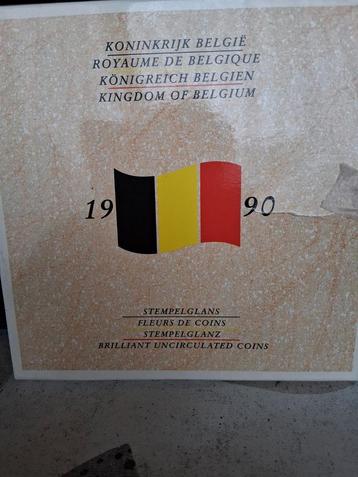 KONINKRIJK BELGIË
ROYAUME DE BELGIQUE
KÖNIGREICH BELGIEN
KINGDOM OF BELGIUM
19 90
STEMPELGLANS
FLEURS DE COINS
STEMPELGLANZ
BRILLIANT UNCIRCULATED COINS